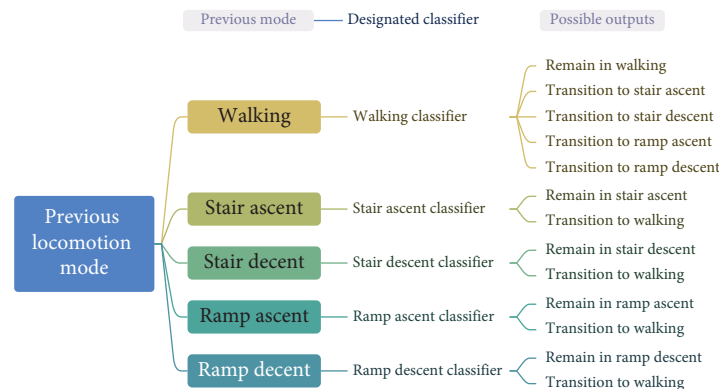 Previous mode
Designated classifier
Possible outputs
Previous
locomotion
mode
Walking
Walking classifier
Remain in walking
Transition to stair ascent
Transition to stair descent
Transition to ramp ascent
Transition to ramp descent
Stair ascent
Stair ascent classifier
Remain in stair ascent
Transition to walking
Stair decent
Stair descent classifier
Remain in stair descent
Transition to walking
Ramp ascent
Ramp ascent classifier
Remain in ramp ascent
Transition to walking
Ramp decent
Ramp descent classifier
Remain in ramp descent
Transition to walking